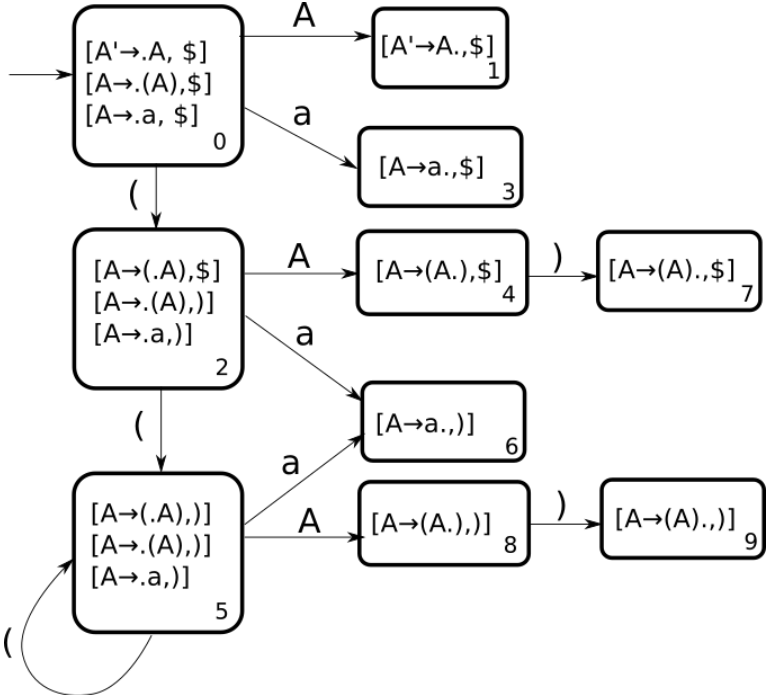 A
[A'→.A, $]
[A→.(A),$]
[A→.a, $]
0
[A'→A.,$]
1
a
[A→a.,$]
3
(
[A→(.A),$]
[A→.(A),)]
[A→.a,)]
2
A
[A→(A.),$]
4
)
[A→(A).,$]
7
a
[A→a.,)]
6
(
a
[A→(.A),)]
[A→.(A),)]
[A→.a,)]
5
A
[A→(A.),)]
8
)
[A→(A).,)]
9
(